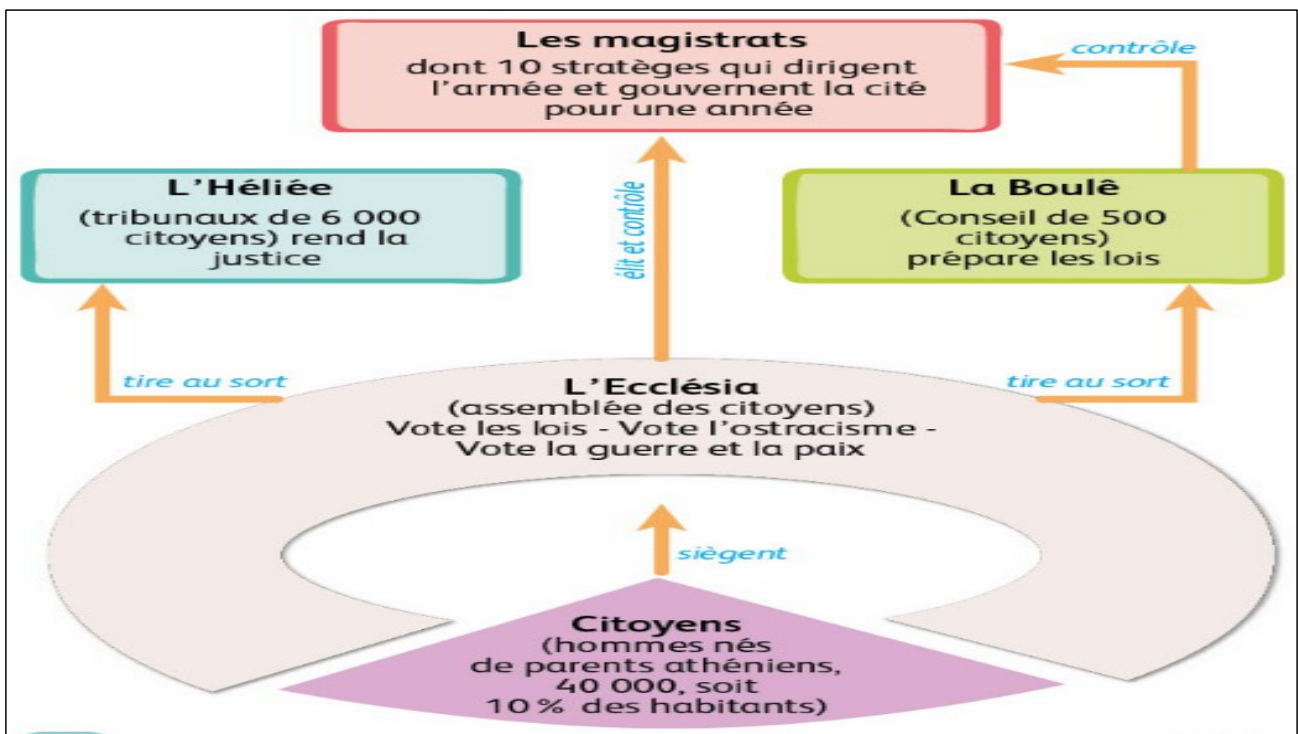 Les magistrats
dont 10 stratèges qui dirigent
l'armée et gouvernent la cité
pour une année
contrôle
L'Héliée
(tribunaux de 6 000
citoyens) rend la
justice
élit et contrôle
La Boulê
(Conseil de 500
citoyens)
prépare les lois
tire au sort
L'Ecclésia
(assemblée des citoyens)
Vote les lois - Vote l'ostracisme -
Vote la guerre et la paix
tire au sort
siègent
Citoyens
(hommes nés
de parents athéniens,
40 000, soit
10 % des habitants)